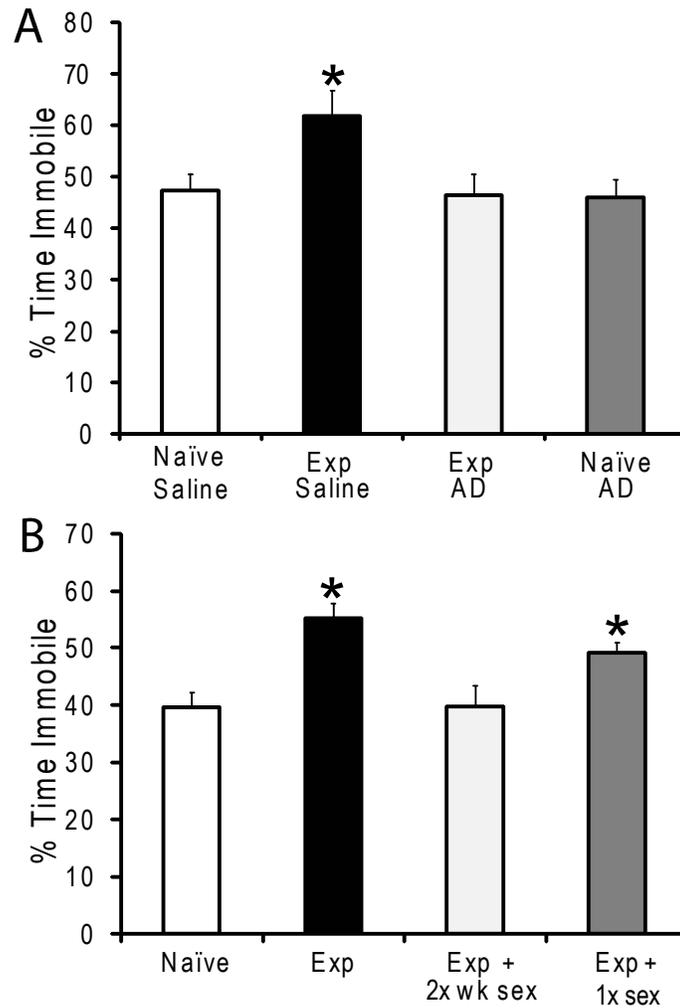 A
80
70
60
50
40
30
20
10
0
% Time Immobile
*
Naïve
Saline
Exp
Saline
Exp
AD
Naïve
AD
B
70
60
50
40
30
20
10
0
% Time Immobile
*
*
Naïve
Exp
Exp +
2x wk sex
Exp +
1x sex